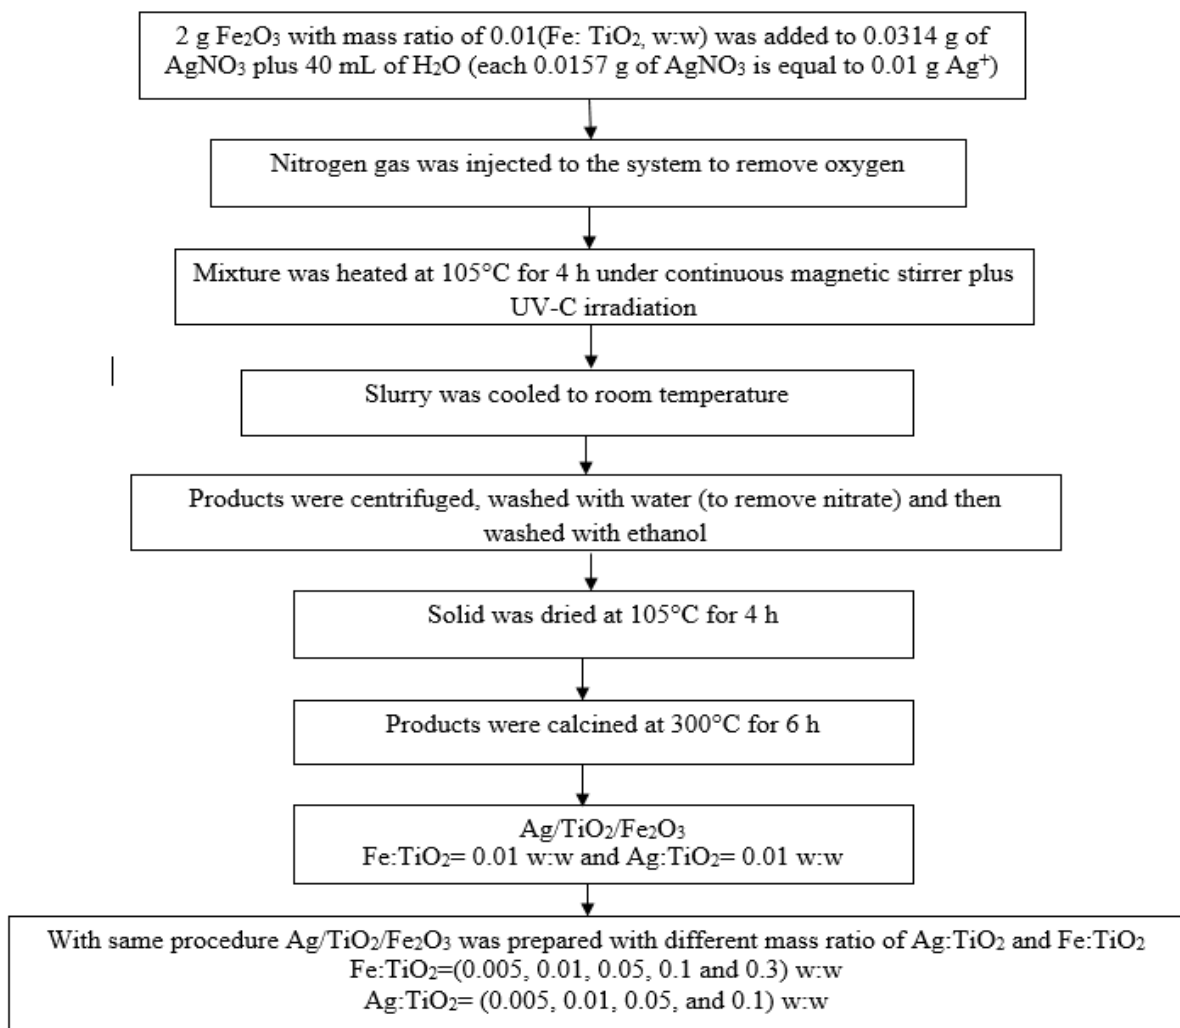 2 g Fe₂O₃ with mass ratio of 0.01(Fe: TiO₂, w:w) was added to 0.0314 g of
AgNO₃ plus 40 mL of H₂O (each 0.0157 g of AgNO₃ is equal to 0.01 g Ag⁺)
Nitrogen gas was injected to the system to remove oxygen
Mixture was heated at 105°C for 4 h under continuous magnetic stirrer plus
UV-C irradiation
Slurry was cooled to room temperature
Products were centrifuged, washed with water (to remove nitrate) and then
washed with ethanol
Solid was dried at 105°C for 4 h
Products were calcined at 300°C for 6 h
Ag/TiO₂/Fe₂O₃
Fe:TiO₂= 0.01 w:w and Ag:TiO₂= 0.01 w:w
With same procedure Ag/TiO₂/Fe₂O₃ was prepared with different mass ratio of Ag:TiO₂ and Fe:TiO₂
Fe:TiO₂=(0.005, 0.01, 0.05, 0.1 and 0.3) w:w
Ag:TiO₂= (0.005, 0.01, 0.05, and 0.1) w:w